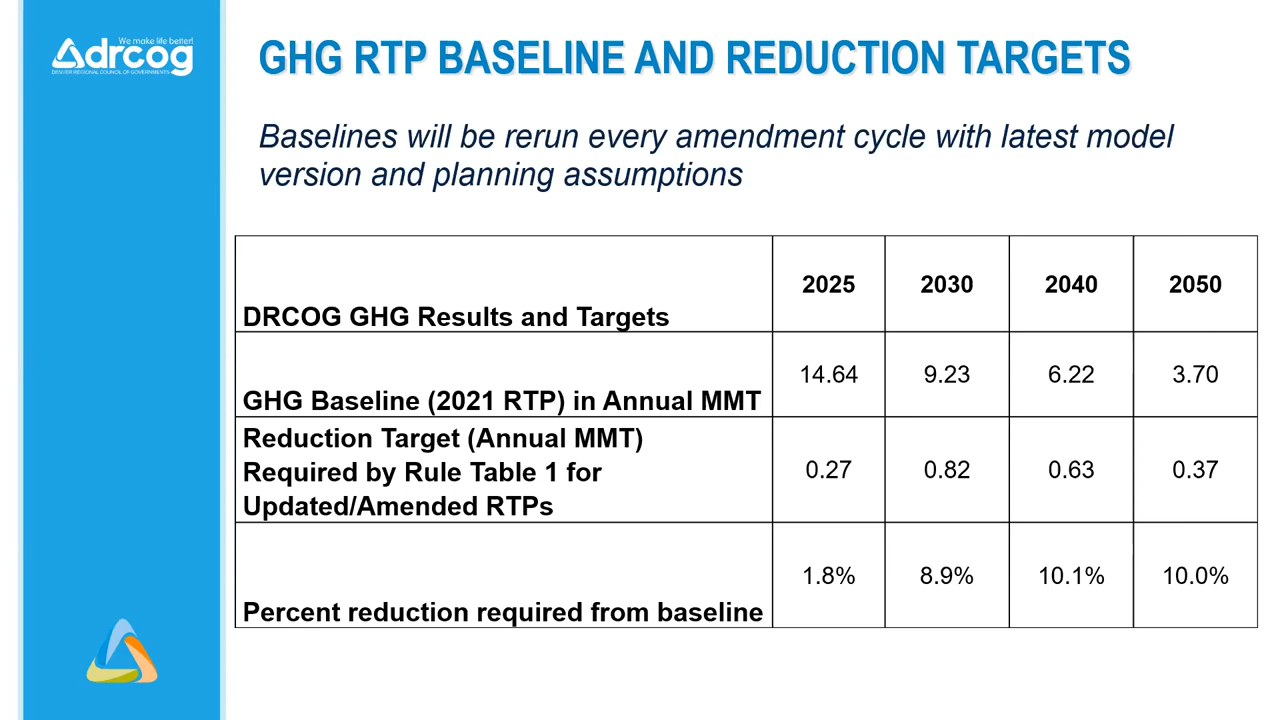 We make life better!
drcog
DENVER REGIONAL COUNCIL OF GOVERNMENTS
GHG RTP BASELINE AND REDUCTION TARGETS
Baselines will be rerun every amendment cycle with latest model
version and planning assumptions
DRCOG GHG Results and Targets 2025 2030 2040 2050
GHG Baseline (2021 RTP) in Annual MMT 14.64 9.23 6.22 3.70
Reduction Target (Annual MMT)
Required by Rule Table 1 for 0.27 0.82 0.63 0.37
Updated/Amended RTPs
Percent reduction required from baseline 1.8% 8.9% 10.1% 10.0%